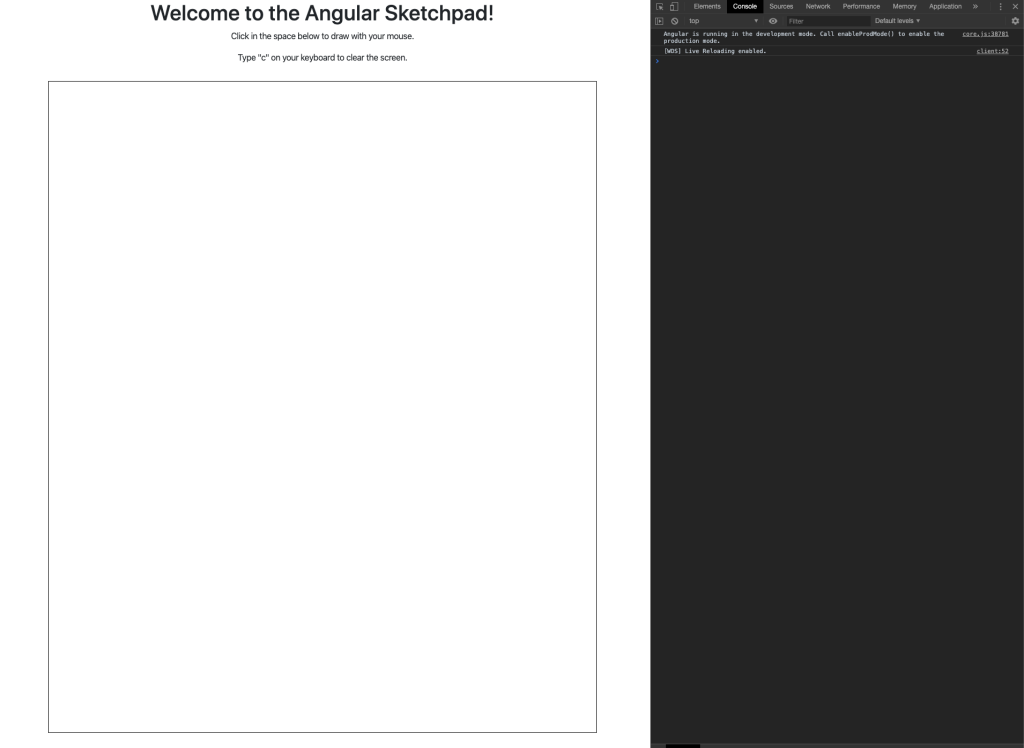 Welcome to the Angular Sketchpad!
Click in the space below to draw with your mouse.
Type "c" on your keyboard to clear the screen.
Elements Console Sources Network Performance Memory Application »
top Filter Default levels
Angular is running in the development mode. Call enableProdMode() to enable the core.js:38781
production mode.
[WDS] Live Reloading enabled. client:52
>